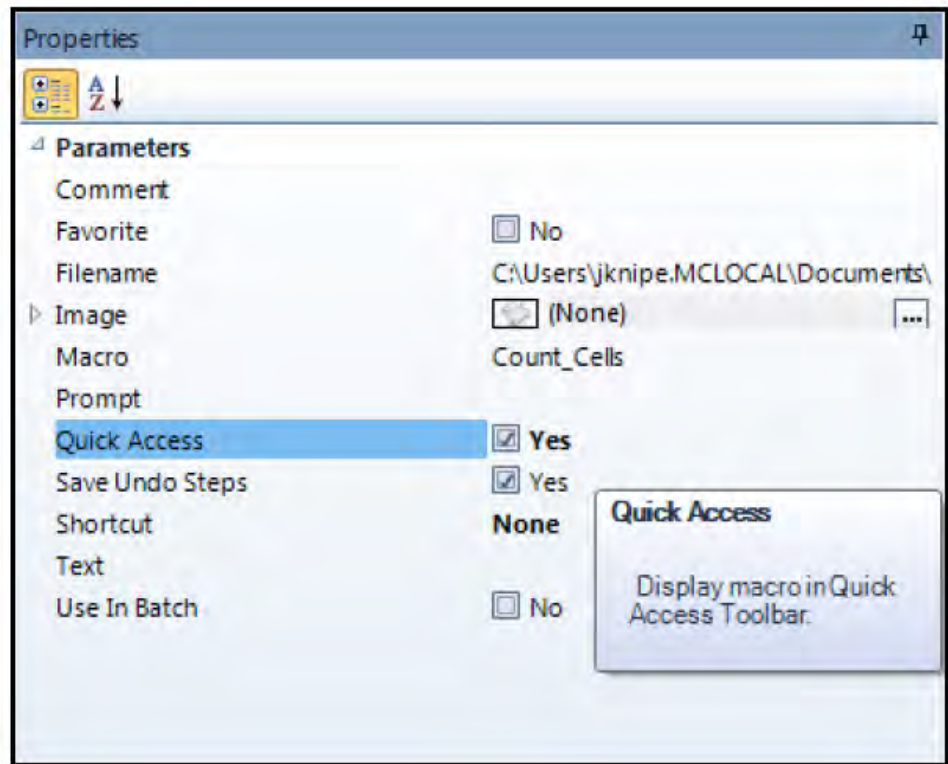 Properties
A
Z
Parameters
Comment
Favorite No
Filename C:\Users\jknipe.MCLOCAL\Documents\
Image (None) ...
Macro Count_Cells
Prompt
Quick Access Yes
Save Undo Steps Yes
Shortcut None
Text
Use In Batch No
Quick Access
Display macro in Quick
Access Toolbar.